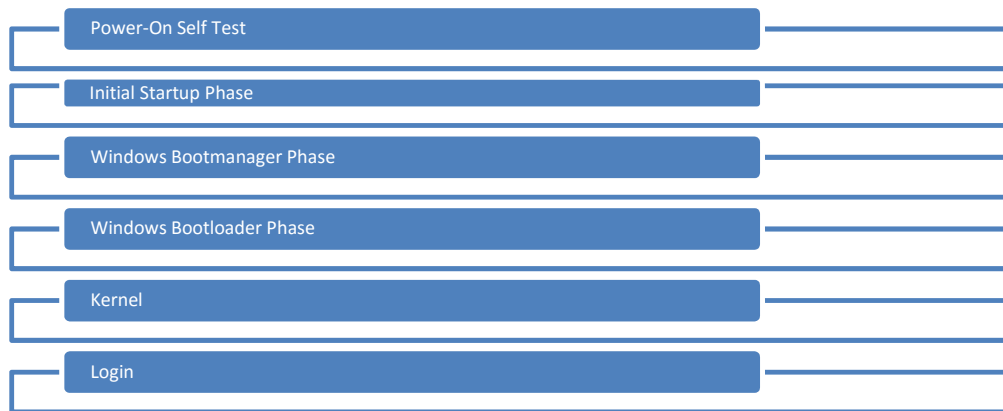 Power-On Self Test
Initial Startup Phase
Windows Bootmanager Phase
Windows Bootloader Phase
Kernel
Login